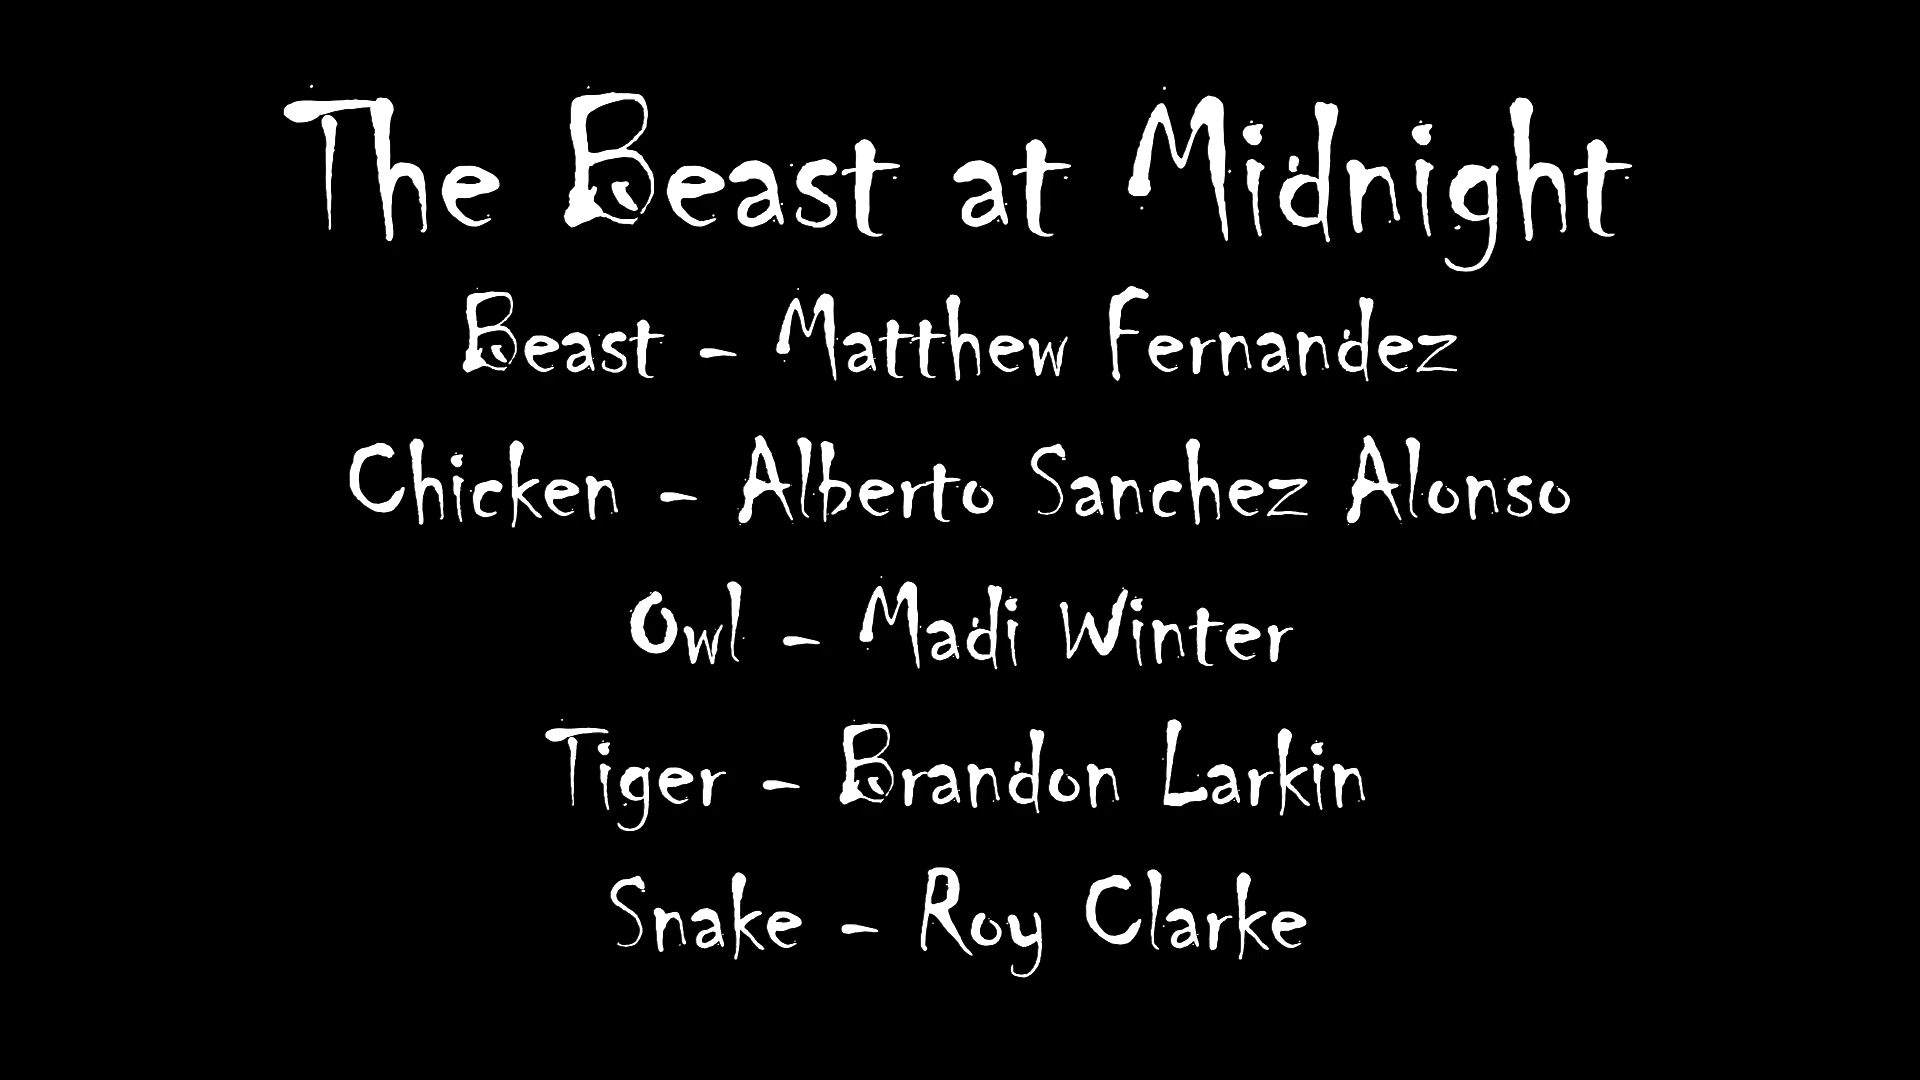 The Beast at Midnight
Beast - Matthew Fernandez
Chicken - Alberto Sanchez Alonso
Owl - Madi Winter
Tiger - Brandon Larkin
Snake - Roy Clarke